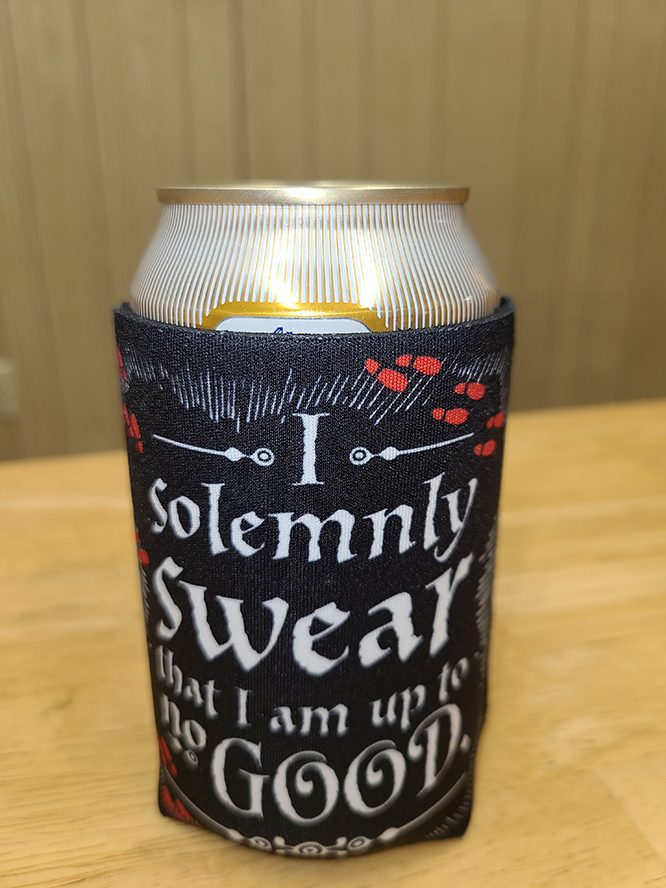 I
solemnly
swear
that I am up to
no GOOD.